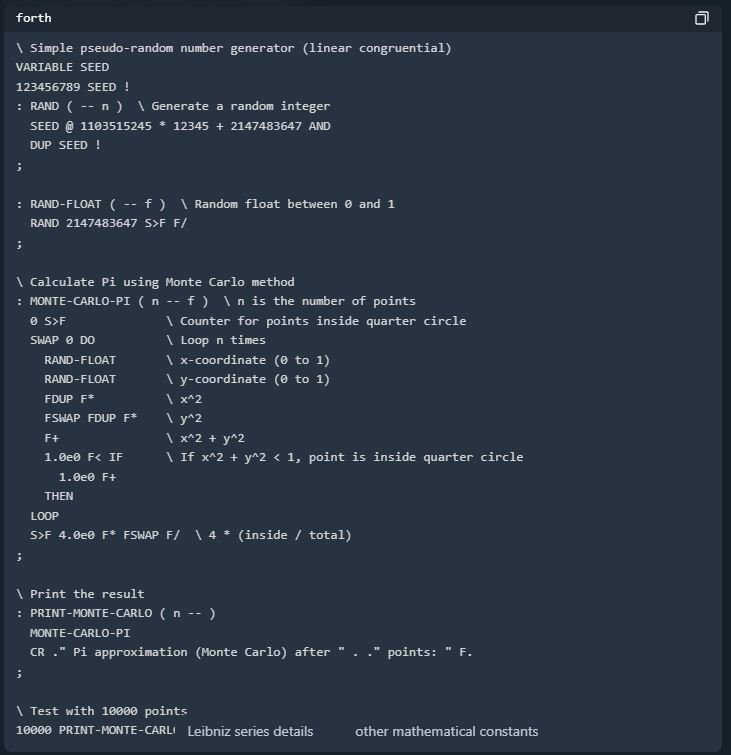 forth
\ Simple pseudo-random number generator (linear congruential)
VARIABLE SEED
123456789 SEED !
: RAND ( -- n )  \ Generate a random integer
  SEED @ 1103515245 * 12345 + 2147483647 AND
  DUP SEED !
;
: RAND-FLOAT ( -- f )  \ Random float between 0 and 1
  RAND 2147483647 S>F F/
;
\ Calculate Pi using Monte Carlo method
: MONTE-CARLO-PI ( n -- f )  \ n is the number of points
  0 S>F              \ Counter for points inside quarter circle
  SWAP 0 DO          \ Loop n times
    RAND-FLOAT       \ x-coordinate (0 to 1)
    RAND-FLOAT       \ y-coordinate (0 to 1)
    FDUP F*          \ x^2
    FSWAP FDUP F*    \ y^2
    F+               \ x^2 + y^2
    1.0e0 F< IF      \ If x^2 + y^2 < 1, point is inside quarter circle
      1.0e0 F+
    THEN
  LOOP
  S>F 4.0e0 F* FSWAP F/  \ 4 * (inside / total)
;
\ Print the result
: PRINT-MONTE-CARLO ( n -- )
  MONTE-CARLO-PI
  CR ." Pi approximation (Monte Carlo) after " . ." points: " F.
;
\ Test with 10000 points
10000 PRINT-MONTE-CARL Leibniz series details other mathematical constants